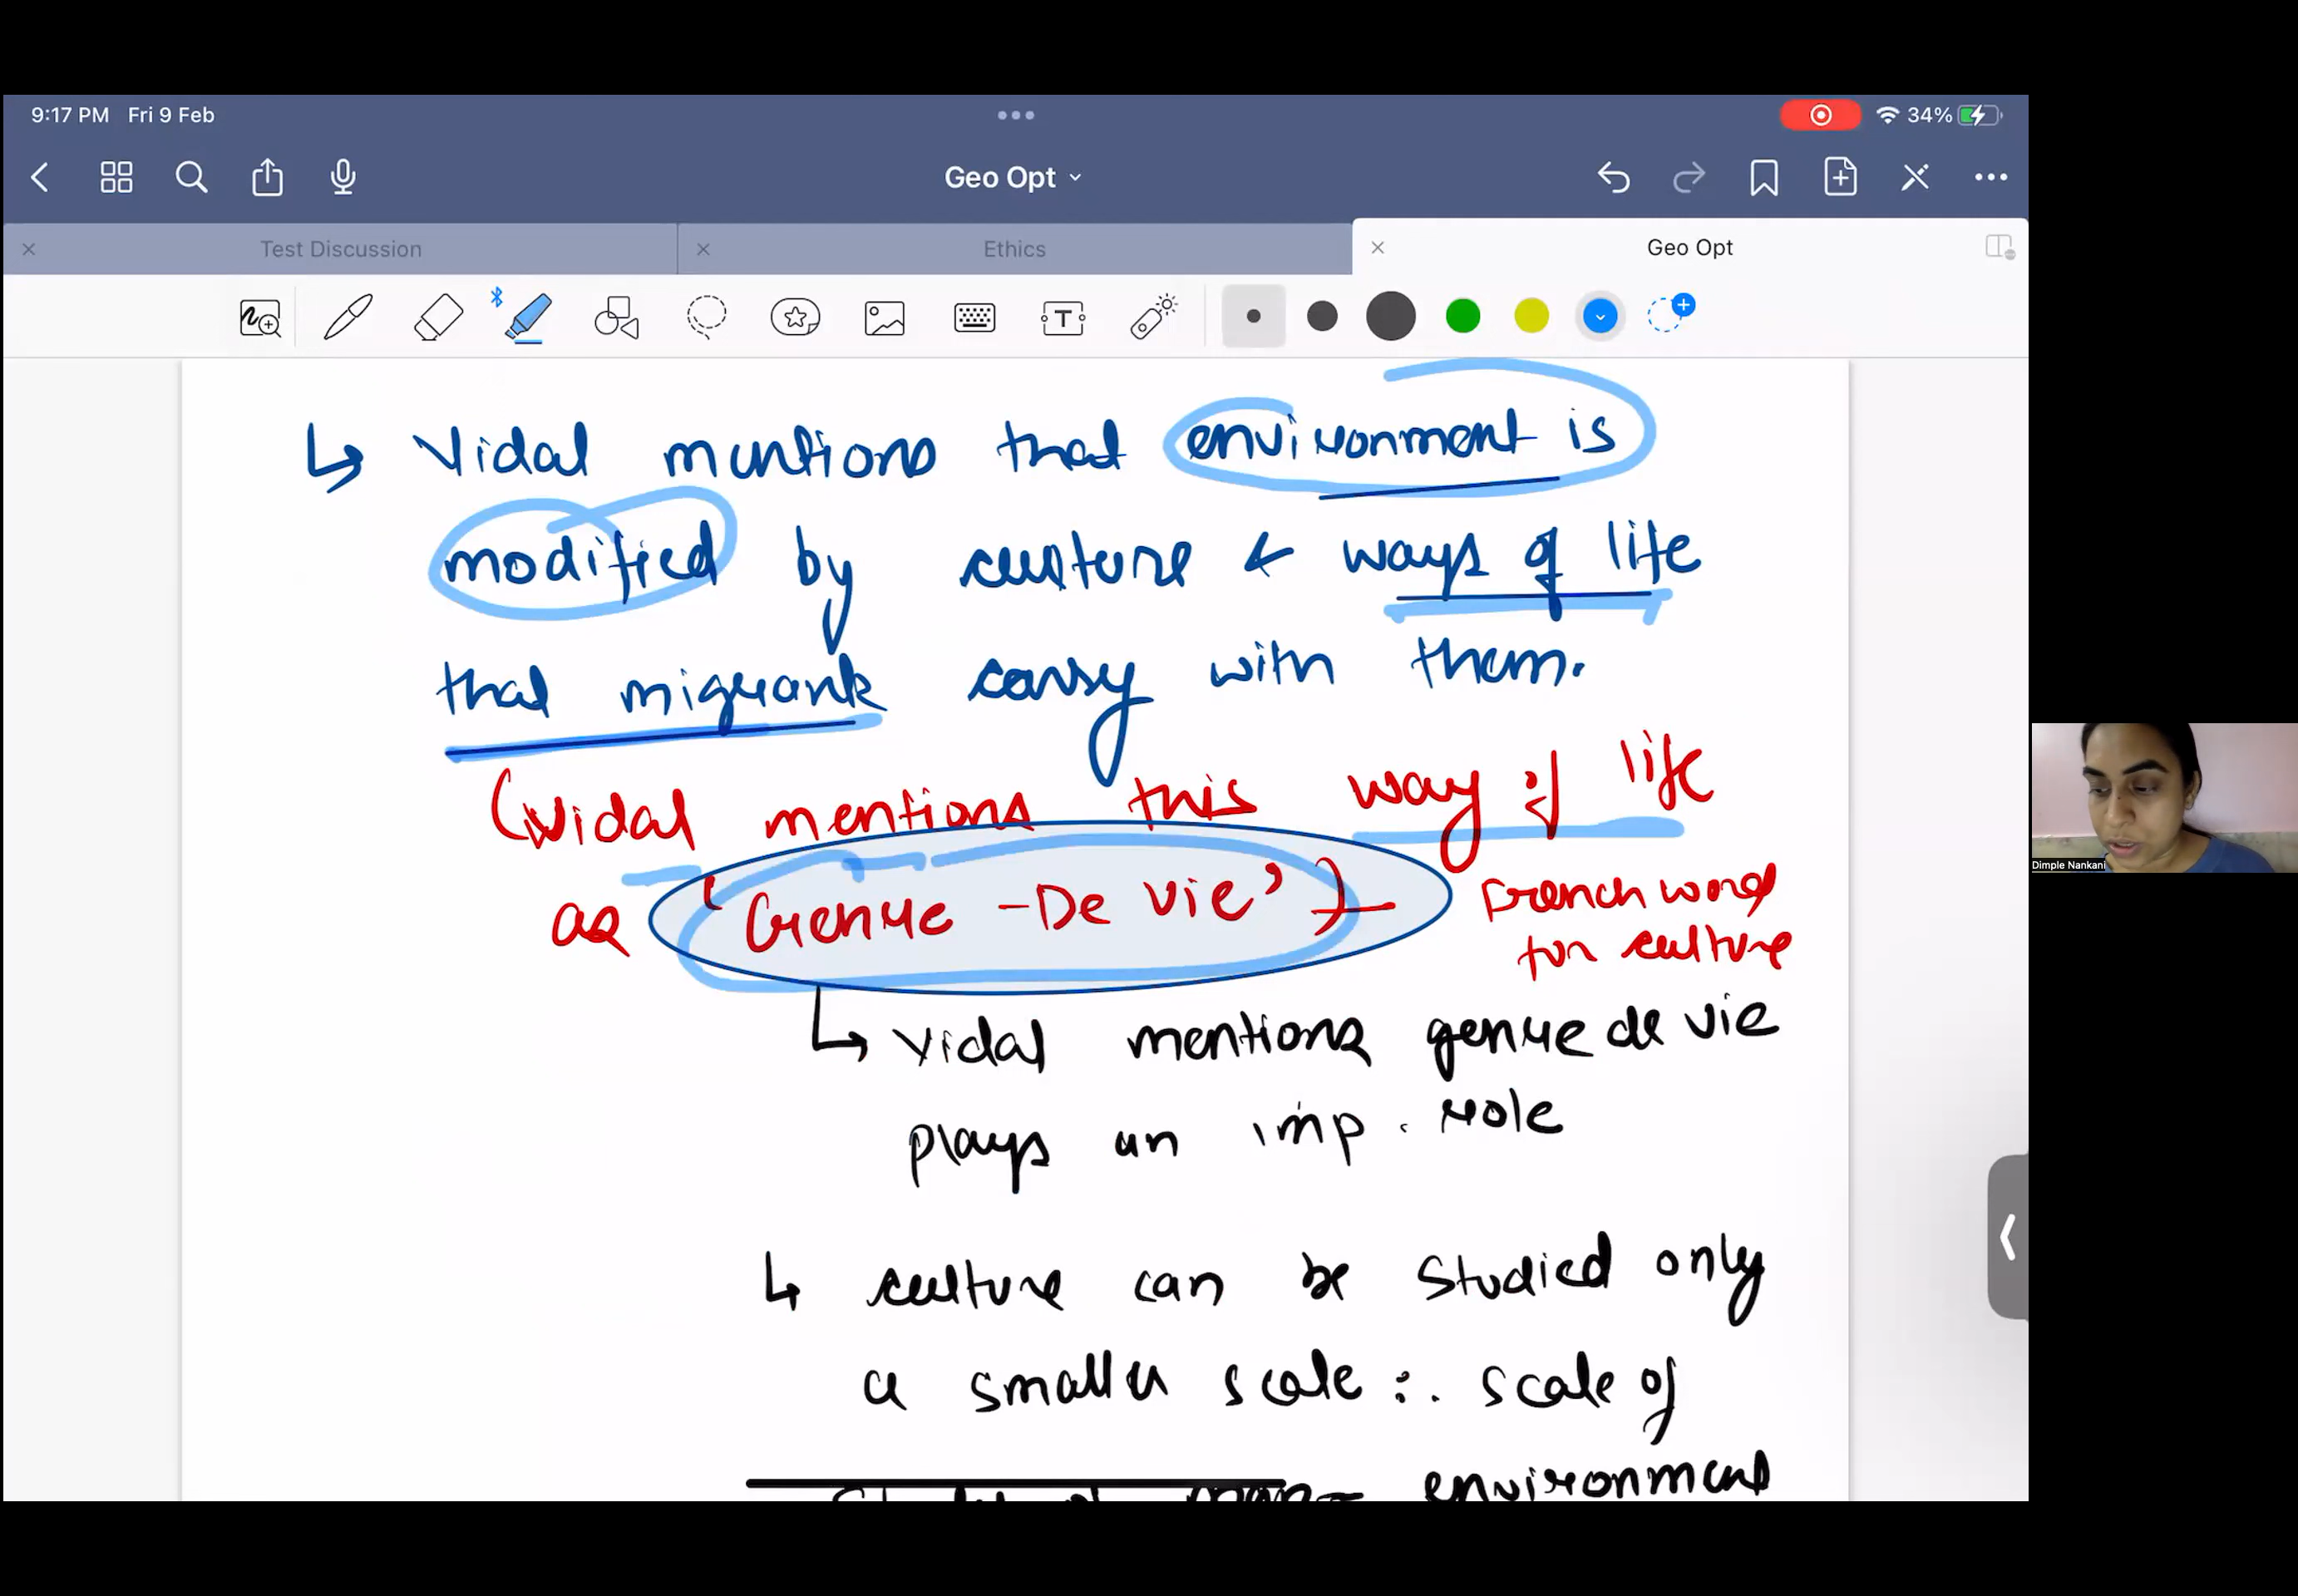 9:17 PM Fri 9 Feb
34%
Geo Opt
Test Discussion
Ethics
Geo Opt
↳ Vidal mentions that environment is
modified by culture & ways of life
that migrants carry with them.
(Vidal mentions this way of life
as 'Genre - De vie') - French word
for culture
↳ Vidal mentions genre de vie
plays an imp. role
↳ culture can be studied only
a smaller scale ∴ scale of
environment
Dimple Nankani